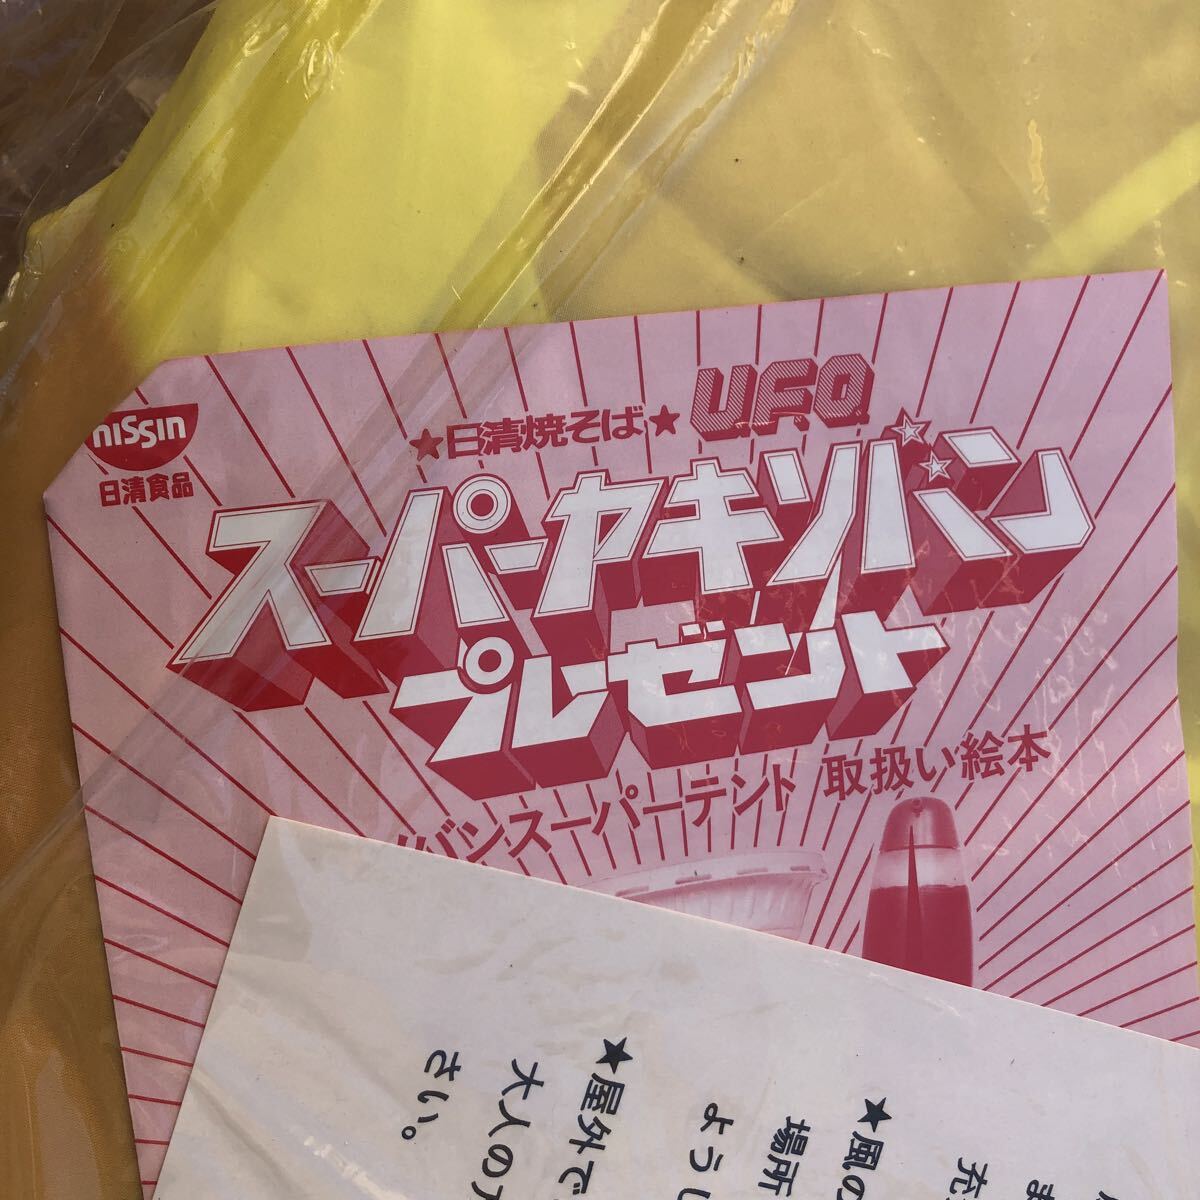 NISSIN
日清食品
★日清焼そば★ U.F.O.
スーパーヤキソバン
プレゼント
バンスーパーテント 取扱い絵本
★風の
場所
ようし
★屋外で
大人の
さい。